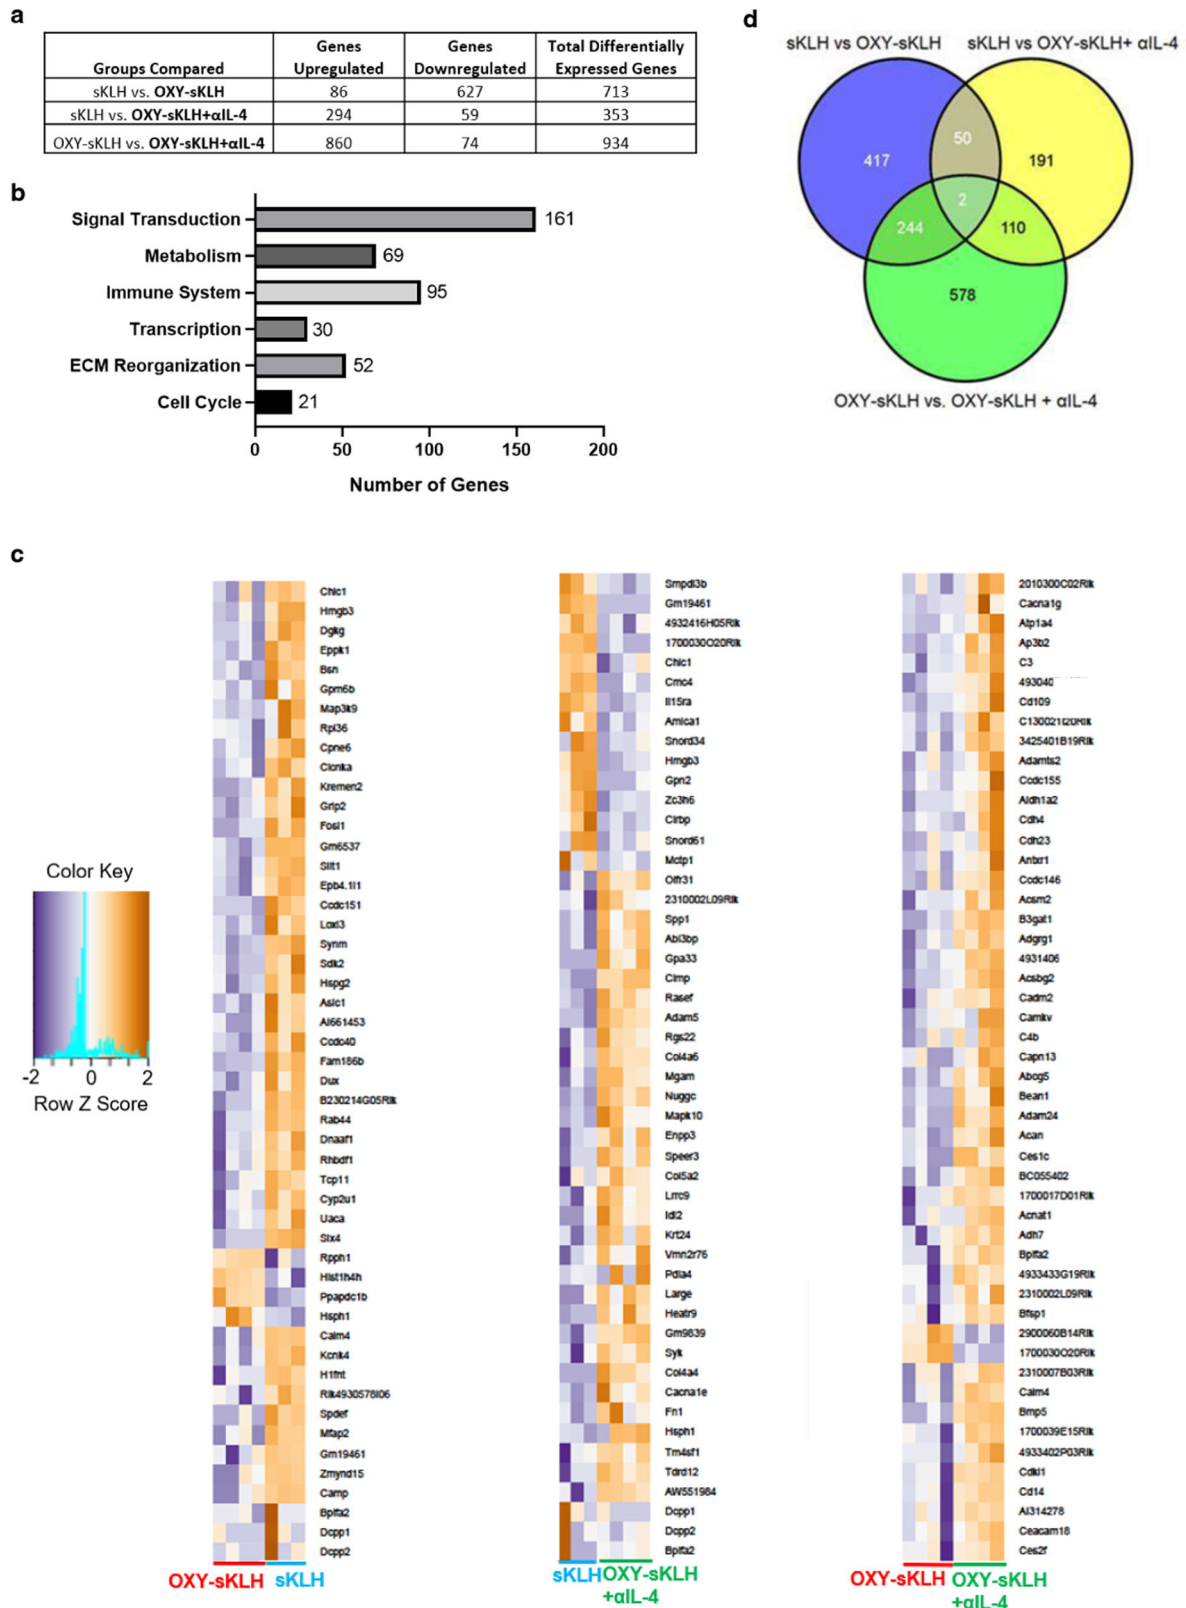 a
Groups Compared | Genes Upregulated | Genes Downregulated | Total Differentially Expressed Genes
sKLH vs. OXY-sKLH | 86 | 627 | 713
sKLH vs. OXY-sKLH+αIL-4 | 294 | 59 | 353
OXY-sKLH vs. OXY-sKLH+αIL-4 | 860 | 74 | 934
b
Signal Transduction 161
Metabolism 69
Immune System 95
Transcription 30
ECM Reorganization 52
Cell Cycle 21
0 50 100 150 200
Number of Genes
d
sKLH vs OXY-sKLH
sKLH vs OXY-sKLH+ αIL-4
50
417
191
2
244
110
578
OXY-sKLH vs. OXY-sKLH + αIL-4
c
Color Key
-2 0 2
Row Z Score
Chic1
Hmgb3
Dgkg
Eppk1
Bsn
Gpm6b
Map3k9
Rpl36
Cpne6
Clcnka
Kremen2
Grip2
Fosl1
Gm6537
Slit1
Epb4.1l1
Ccdc151
Loxl3
Synm
Sdk2
Hspg2
Asic1
AI661453
Ccdc40
Fam186b
Dux
B230214G05Rik
Rab44
Dnaaf1
Rhbdf1
Tcp11
Cyp2u1
Uaca
Six4
Rpph1
Hist1h4h
Ppapdc1b
Hsph1
Calm4
Kcnk4
H1fnt
Rik4930578I06
Spdef
Mfap2
Gm19461
Zmynd15
Camp
Bpifa2
Dcpp1
Dcpp2
OXY-sKLH sKLH
Smpdl3b
Gm19461
4932416H05Rik
1700030O20Rik
Chic1
Cmc4
Il15ra
Amica1
Snord34
Hmgb3
Gpn2
Zc3h6
Cirbp
Snord61
Mctp1
Olfr31
2310002L09Rik
Spp1
Abi3bp
Gpa33
Clmp
Rasef
Adam5
Rgs22
Col4a6
Mgam
Nuggc
Mapk10
Enpp3
Speer3
Col5a2
Lrrc9
Idi2
Krt24
Vmn2r76
Pdia4
Large
Heatr9
Gm9839
Syk
Col4a4
Cacna1e
Fn1
Hsph1
Tm4sf1
Tdrd12
AW551984
Dcpp1
Dcpp2
Bpifa2
sKLH OXY-sKLH
+αIL-4
2010300C02Rik
Cacna1g
Atp1a4
Ap3b2
C3
493040
Cd109
C130021I20Rik
3425401B19Rik
Adamts2
Ccdc155
Aldh1a2
Cdh4
Cdh23
Antxr1
Ccdc146
Acsm2
B3gat1
Adgrg1
4931406
Acsbg2
Cadm2
Camkv
C4b
Capn13
Abcg5
Bean1
Adam24
Acan
Ces1c
BC055402
1700017D01Rik
Acnat1
Adh7
Bpifa2
4933433G19Rik
2310002L09Rik
Bfsp1
2900060B14Rik
1700030O20Rik
2310007B03Rik
Calm4
Bmp5
1700039E15Rik
4933402P03Rik
Cdkl1
Cd14
AI314278
Ceacam18
Ces2f
OXY-sKLH OXY-sKLH
+αIL-4